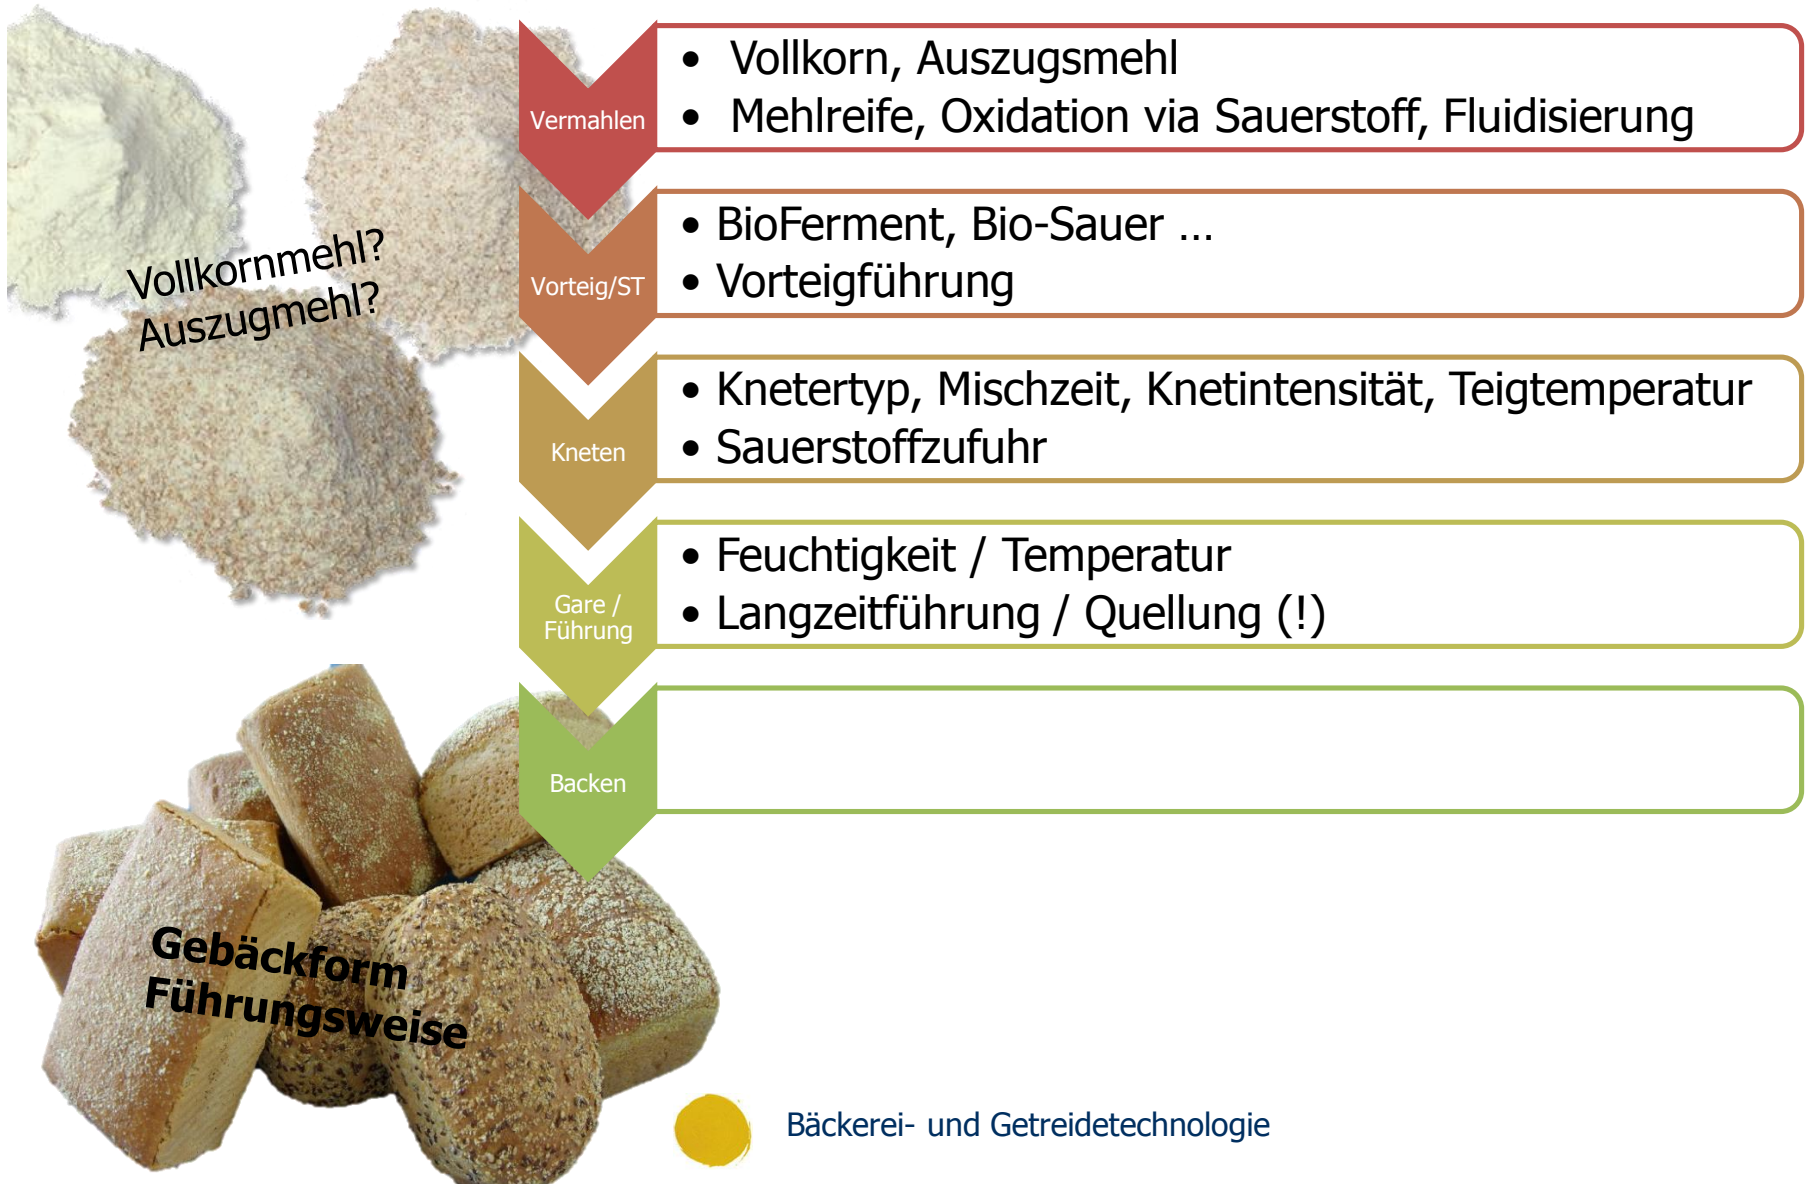 Vermahlen
• Vollkorn, Auszugsmehl
• Mehlreife, Oxidation via Sauerstoff, Fluidisierung
Vollkornmehl?
Auszugmehl?
Vorteig/ST
• BioFerment, Bio-Sauer ...
• Vorteigführung
Kneten
• Knetertyp, Mischzeit, Knetintensität, Teigtemperatur
• Sauerstoffzufuhr
Gare /
Führung
• Feuchtigkeit / Temperatur
• Langzeitführung / Quellung (!)
Backen
Gebäckform
Führungsweise
Bäckerei- und Getreidetechnologie